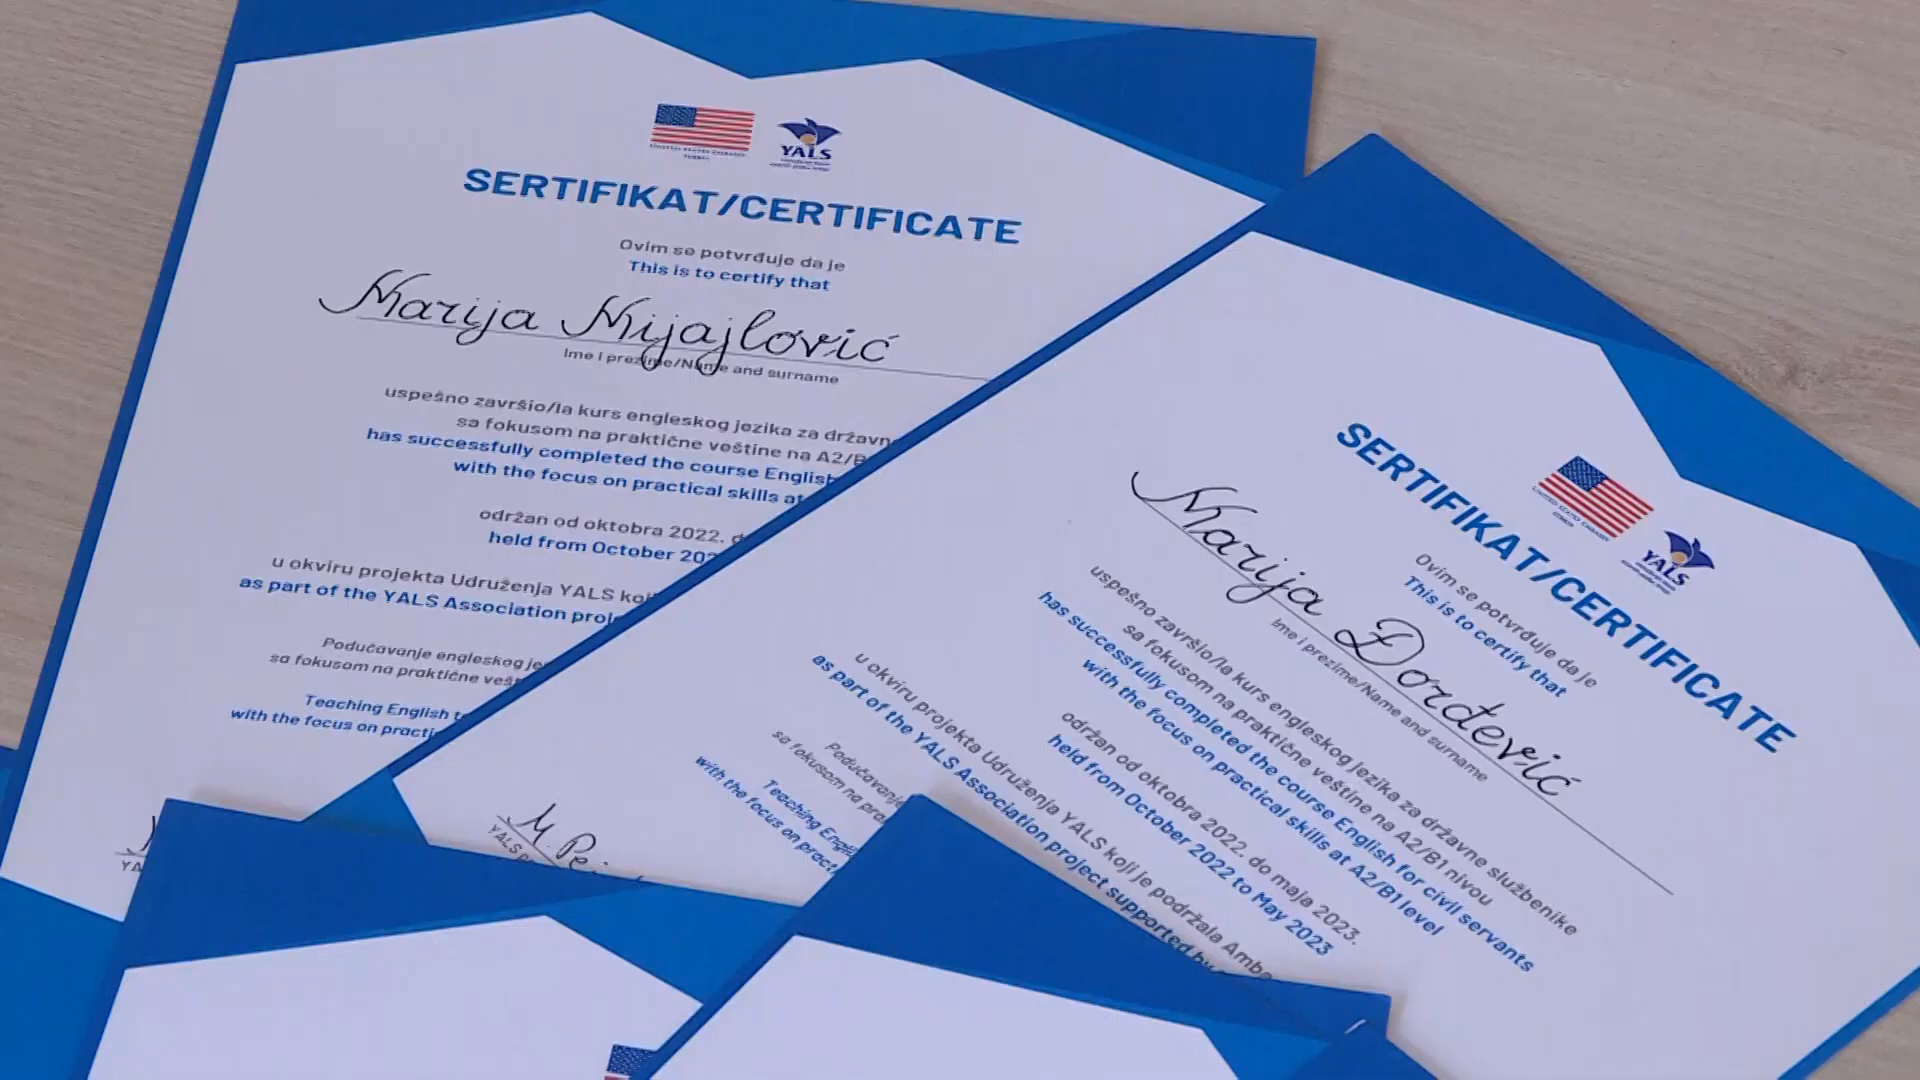 YALS
SERTIFIKAT/CERTIFICATE
Ovim se potvrđuje da je
This is to certify that
Marija Mijajlović
Ime i prezime/Name and surname
uspešno završio/la kurs engleskog jezika za državn
sa fokusom na praktične veštine na A2/B
has successfully completed the course English
with the focus on practical skills at
održan od oktobra 2022. d
held from October 202
u okviru projekta Udruženja YALS koj
as part of the YALS Association proj
Podučavanje engleskog je
sa fokusom na praktične vešt
Teaching English t
with the focus on practi
YA
UNITED STATES EMBASSY
YALS
SERTIFIKAT/CERTIFICATE
Ovim se potvrđuje da je
This is to certify that
Marija Đorđević
Ime i prezime/Name and surname
uspešno završio/la kurs engleskog jezika za državne službenike
sa fokusom na praktične veštine na A2/B1 nivou
has successfully completed the course English for civil servants
with the focus on practical skills at A2/B1 level
održan od oktobra 2022. do maja 2023.
held from October 2022 to May 2023
u okviru projekta Udruženja YALS koji je podržala Amba
as part of the YALS Association project supported by
Podučavanje
sa fokusom na pra
Teaching Engli
with the focus on pract
M. Pe
YALS p